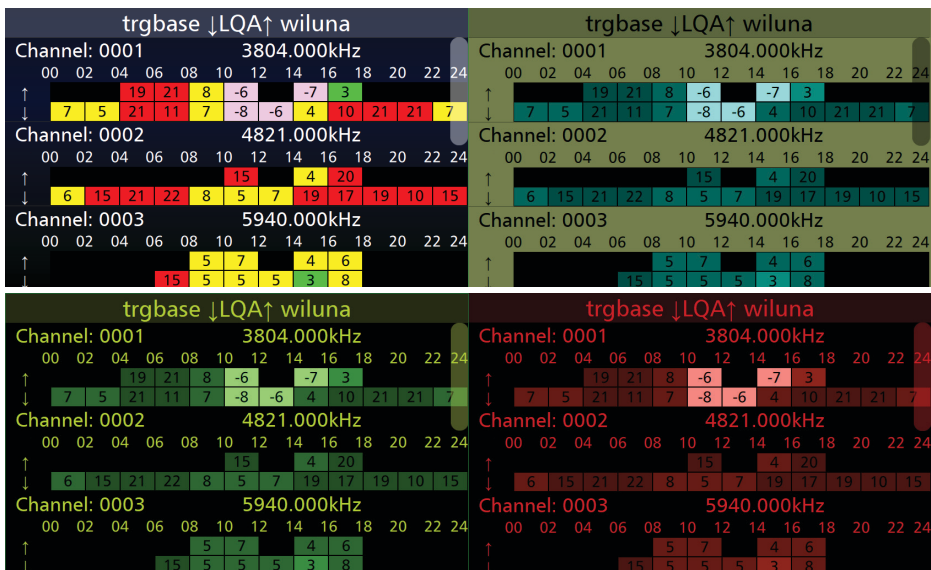 trgbase ↓LQA↑ wiluna
Channel: 0001 3804.000kHz
00 02 04 06 08 10 12 14 16 18 20 22 24
↑ 19 21 8 -6 -7 3
↓ 7 5 21 11 7 -8 -6 4 10 21 21 7
Channel: 0002 4821.000kHz
00 02 04 06 08 10 12 14 16 18 20 22 24
↑ 15 4 20
↓ 6 15 21 22 8 5 7 19 17 19 10 15
Channel: 0003 5940.000kHz
00 02 04 06 08 10 12 14 16 18 20 22 24
↑ 5 7 4 6
↓ 15 5 5 5 3 8
trgbase ↓LQA↑ wiluna
Channel: 0001 3804.000kHz
00 02 04 06 08 10 12 14 16 18 20 22 24
↑ 19 21 8 -6 -7 3
↓ 7 5 21 11 7 -8 -6 4 10 21 21 7
Channel: 0002 4821.000kHz
00 02 04 06 08 10 12 14 16 18 20 22 24
↑ 15 4 20
↓ 6 15 21 22 8 5 7 19 17 19 10 15
Channel: 0003 5940.000kHz
00 02 04 06 08 10 12 14 16 18 20 22 24
↑ 5 7 4 6
↓ 15 5 5 5 3 8
trgbase ↓LQA↑ wiluna
Channel: 0001 3804.000kHz
00 02 04 06 08 10 12 14 16 18 20 22 24
↑ 19 21 8 -6 -7 3
↓ 7 5 21 11 7 -8 -6 4 10 21 21 7
Channel: 0002 4821.000kHz
00 02 04 06 08 10 12 14 16 18 20 22 24
↑ 15 4 20
↓ 6 15 21 22 8 5 7 19 17 19 10 15
Channel: 0003 5940.000kHz
00 02 04 06 08 10 12 14 16 18 20 22 24
↑ 5 7 4 6
↓ 15 5 5 5 3 8
trgbase ↓LQA↑ wiluna
Channel: 0001 3804.000kHz
00 02 04 06 08 10 12 14 16 18 20 22 24
↑ 19 21 8 -6 -7 3
↓ 7 5 21 11 7 -8 -6 4 10 21 21 7
Channel: 0002 4821.000kHz
00 02 04 06 08 10 12 14 16 18 20 22 24
↑ 15 4 20
↓ 6 15 21 22 8 5 7 19 17 19 10 15
Channel: 0003 5940.000kHz
00 02 04 06 08 10 12 14 16 18 20 22 24
↑ 5 7 4 6
↓ 15 5 5 5 3 8